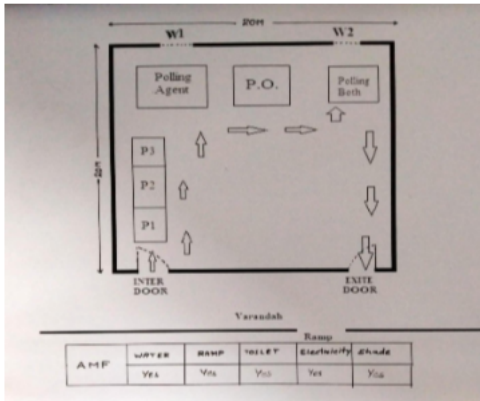 20M
W1
W2
Polling
Agent
P.O.
Polling
Both
P3
P2
P1
INTER
DOOR
EXITE
DOOR
Varandah
Ramp
AMF
WATER
RAMP
TOILET
Electricity
Shade
Yes
Yes
Yes
Yes
Yes